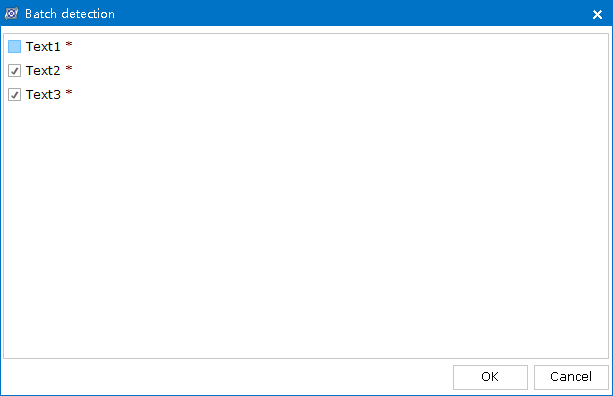 Batch detection
Text1 *
Text2 *
Text3 *
OK
Cancel